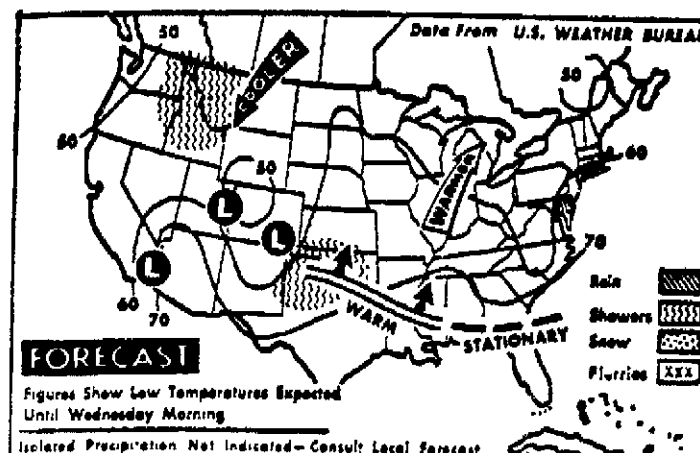 50
Data From U.S. WEATHER BUREAU
COOLER
50
50
60
WARMER
50
L
L
L
70
60
70
WARM
STATIONARY
Rain
Showers
Snow
Flurries
XXX
FORECAST
Figures Show Low Temperatures Expected
Until Wednesday Morning
Isolated Precipitation Not Indicated—Consult Local Forecast